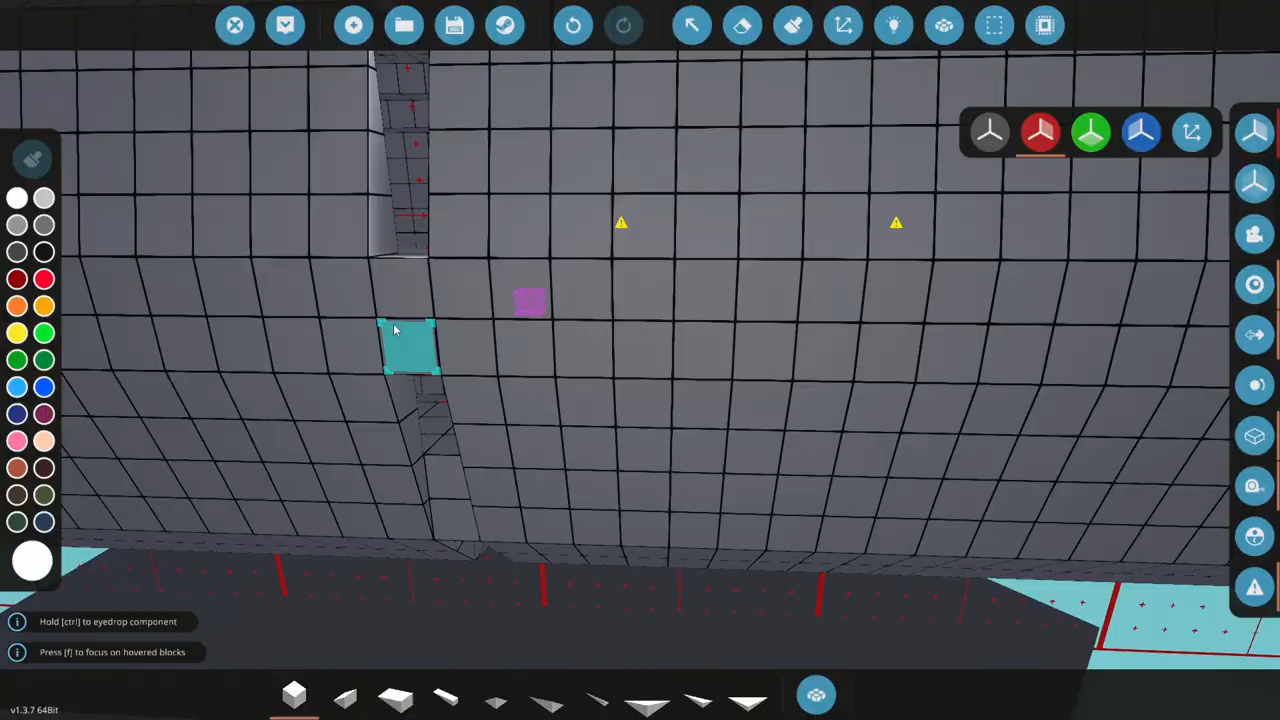 Hold [ctrl] to eyedrop component
Press [f] to focus on hovered blocks
v1.3.7 64Bit